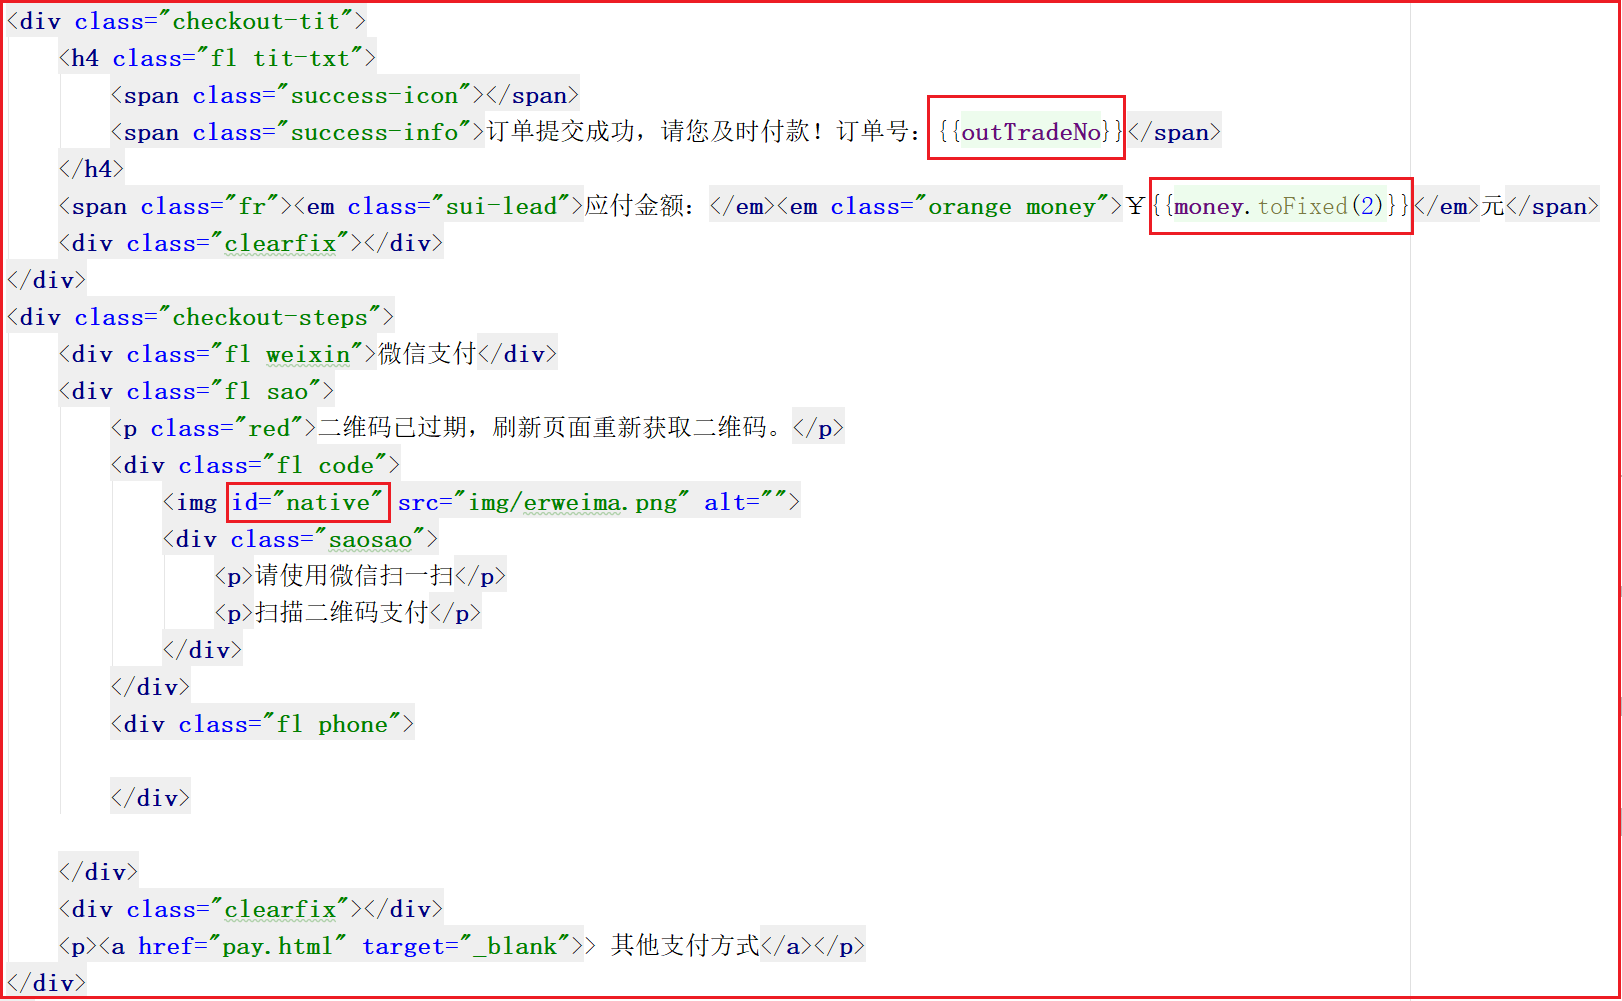 <div class="checkout-tit">
<h4 class="fl tit-txt">
<span class="success-icon"></span>
<span class="success-info">订单提交成功，请您及时付款！订单号：{{outTradeNo}}</span>
</h4>
<span class="fr"><em class="sui-lead">应付金额：</em><em class="orange money">￥{{money.toFixed(2)}}</em>元</span>
<div class="clearfix"></div>
</div>
<div class="checkout-steps">
<div class="fl weixin">微信支付</div>
<div class="fl sao">
<p class="red">二维码已过期，刷新页面重新获取二维码。</p>
<div class="fl code">
<img id="native" src="img/erweima.png" alt="">
<div class="saosao">
<p>请使用微信扫一扫</p>
<p>扫描二维码支付</p>
</div>
</div>
<div class="fl phone">
</div>
</div>
<div class="clearfix"></div>
<p><a href="pay.html" target="_blank">> 其他支付方式</a></p>
</div>